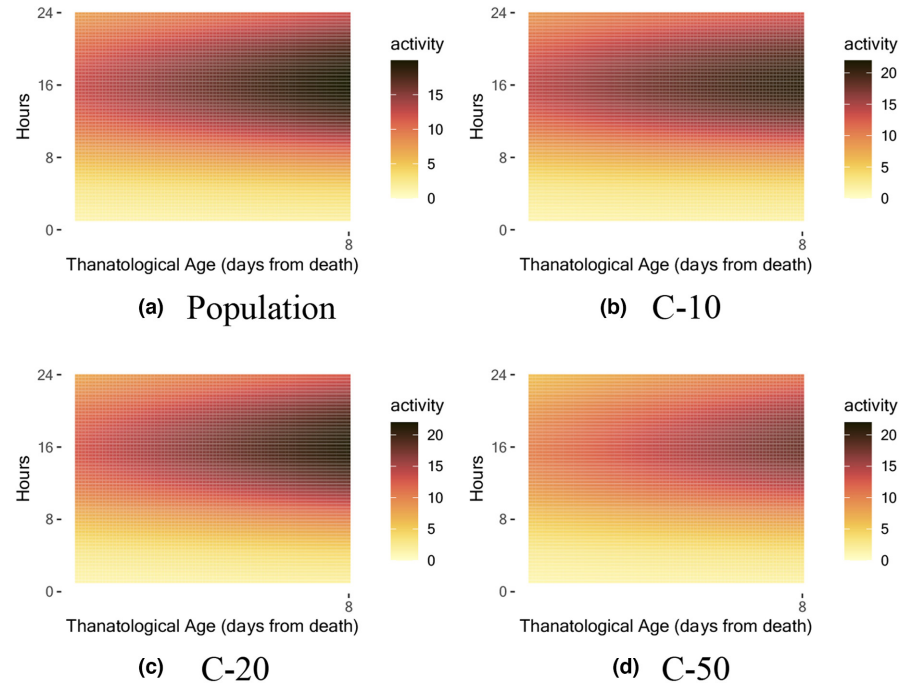 24
16
8
0
Hours
8
Thanatological Age (days from death)
activity
15
10
5
0
(a) Population
24
16
8
0
Hours
8
Thanatological Age (days from death)
activity
20
15
10
5
0
(b) C-10
24
16
8
0
Hours
8
Thanatological Age (days from death)
activity
20
15
10
5
0
(c) C-20
24
16
8
0
Hours
8
Thanatological Age (days from death)
activity
20
15
10
5
0
(d) C-50